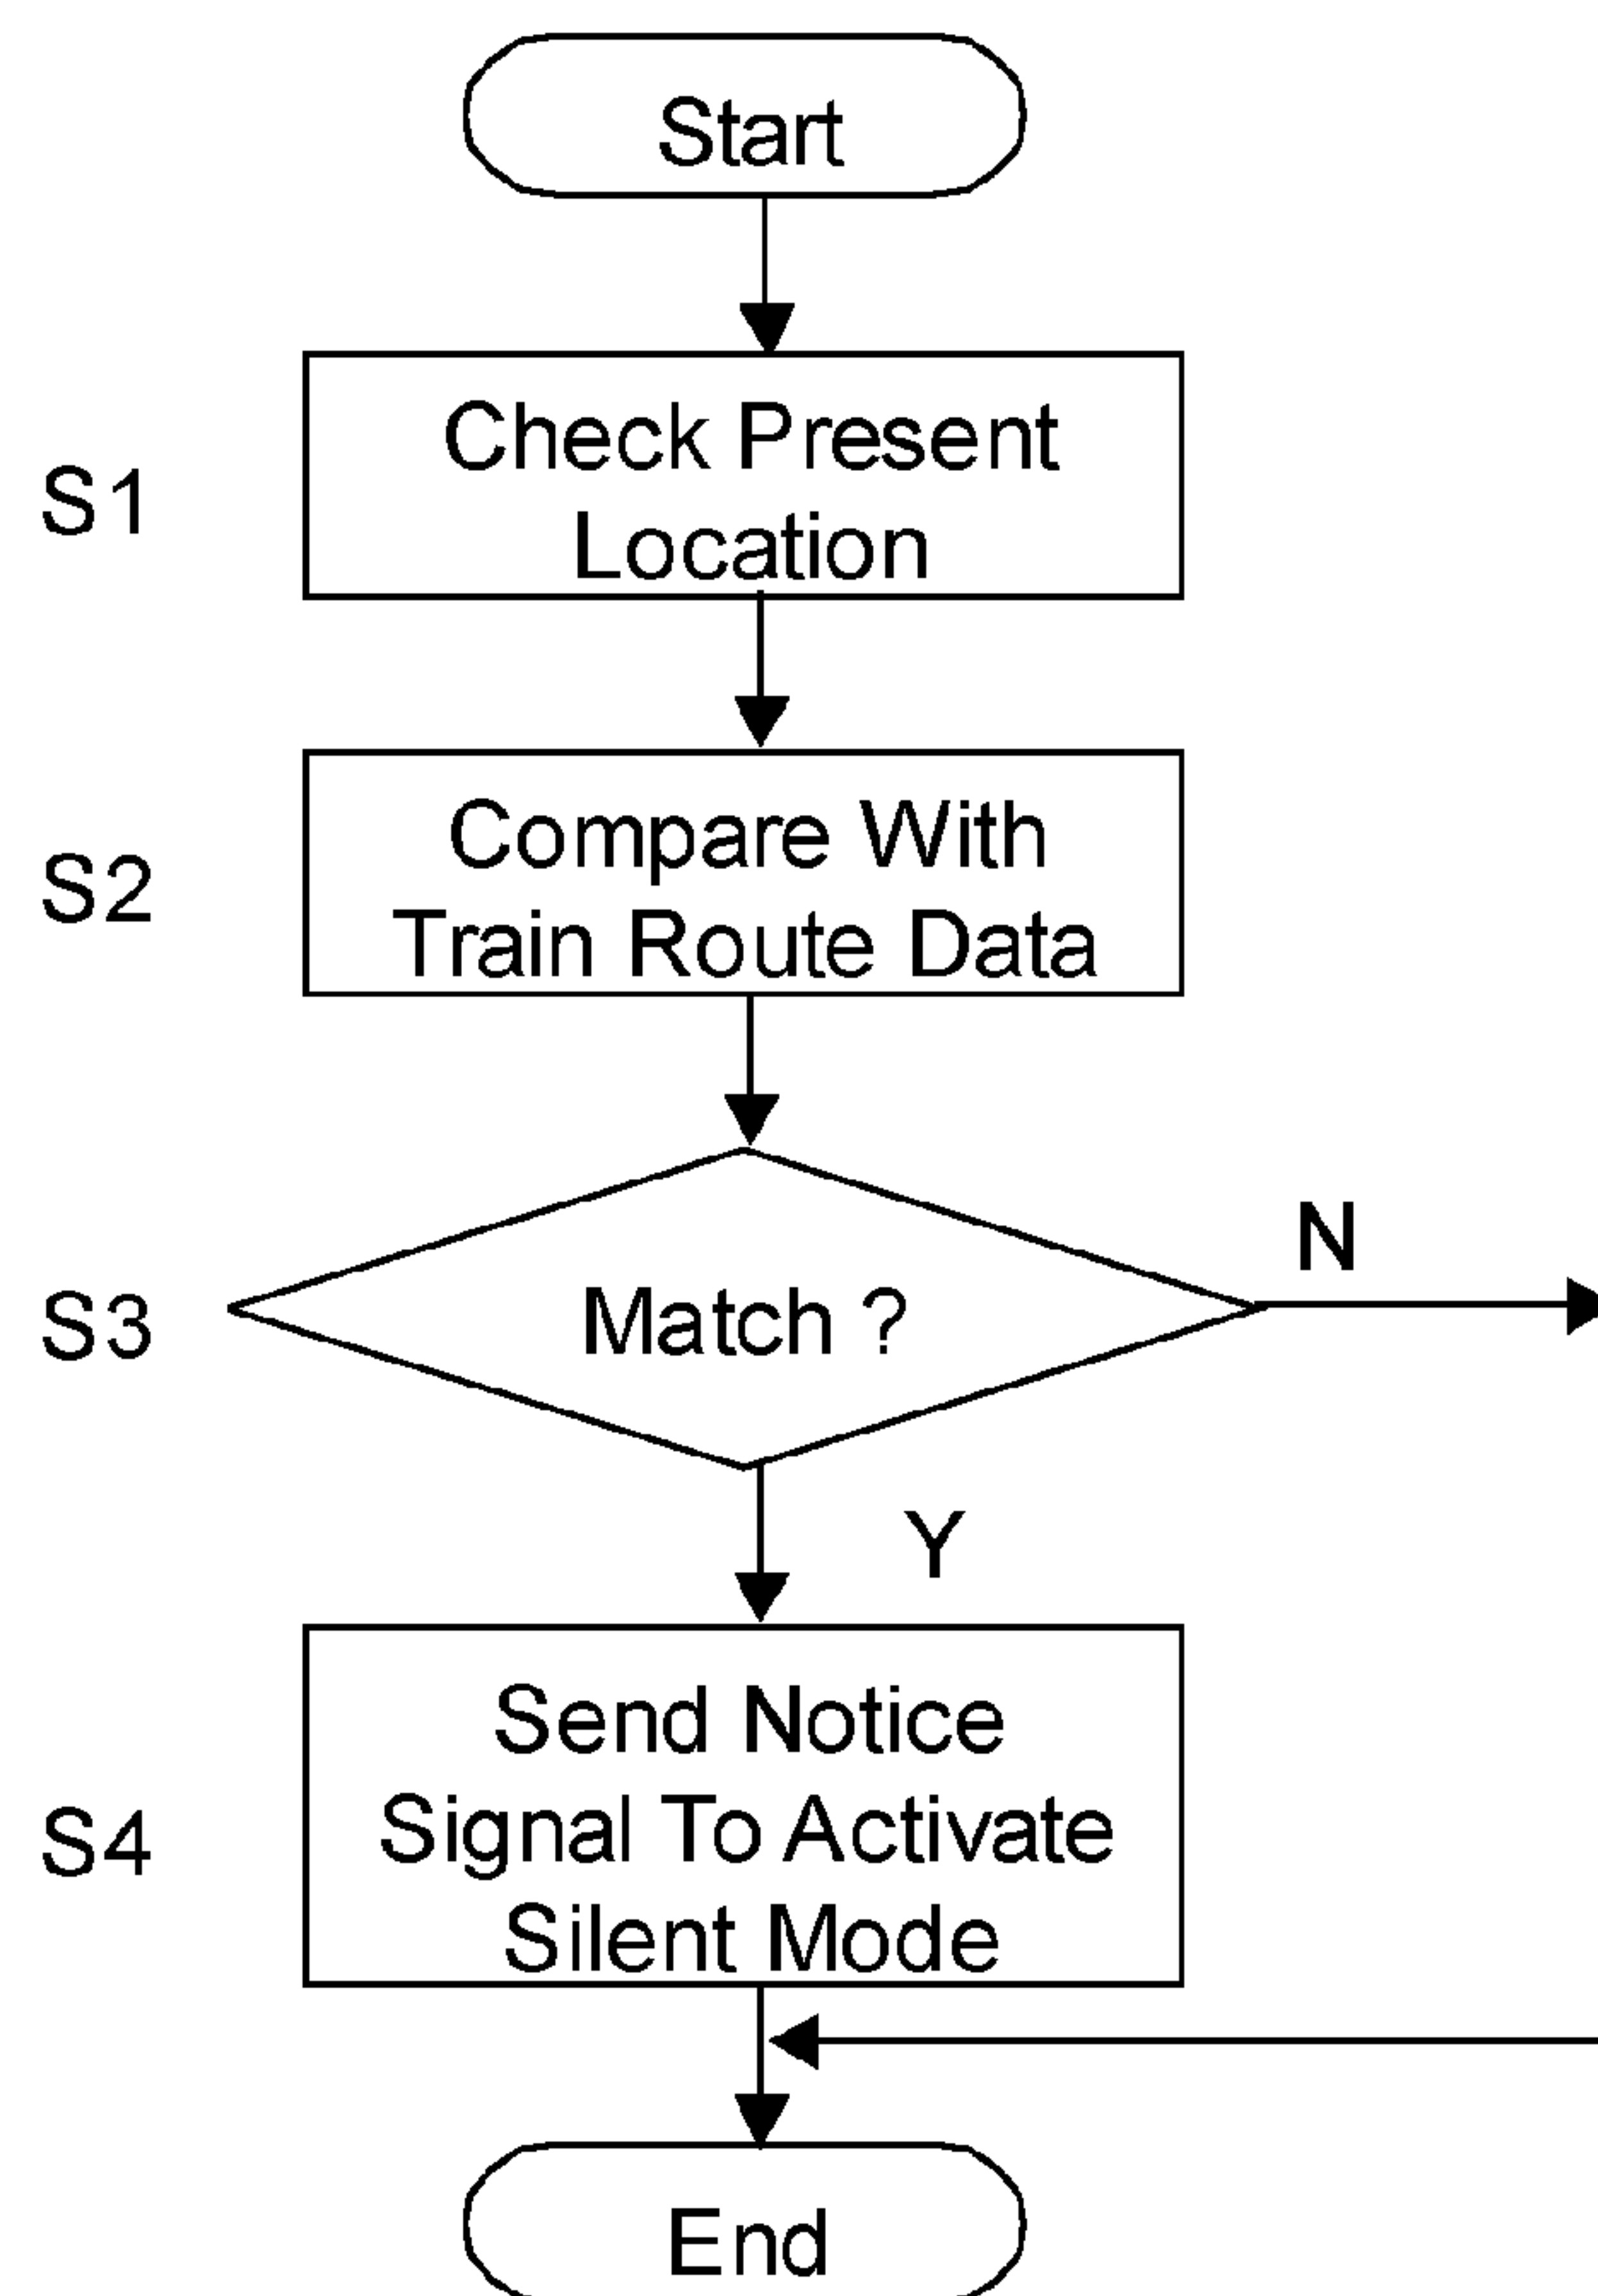 Start
S1
Check Present
Location
S2
Compare With
Train Route Data
S3
Match ?
N
Y
S4
Send Notice
Signal To Activate
Silent Mode
End